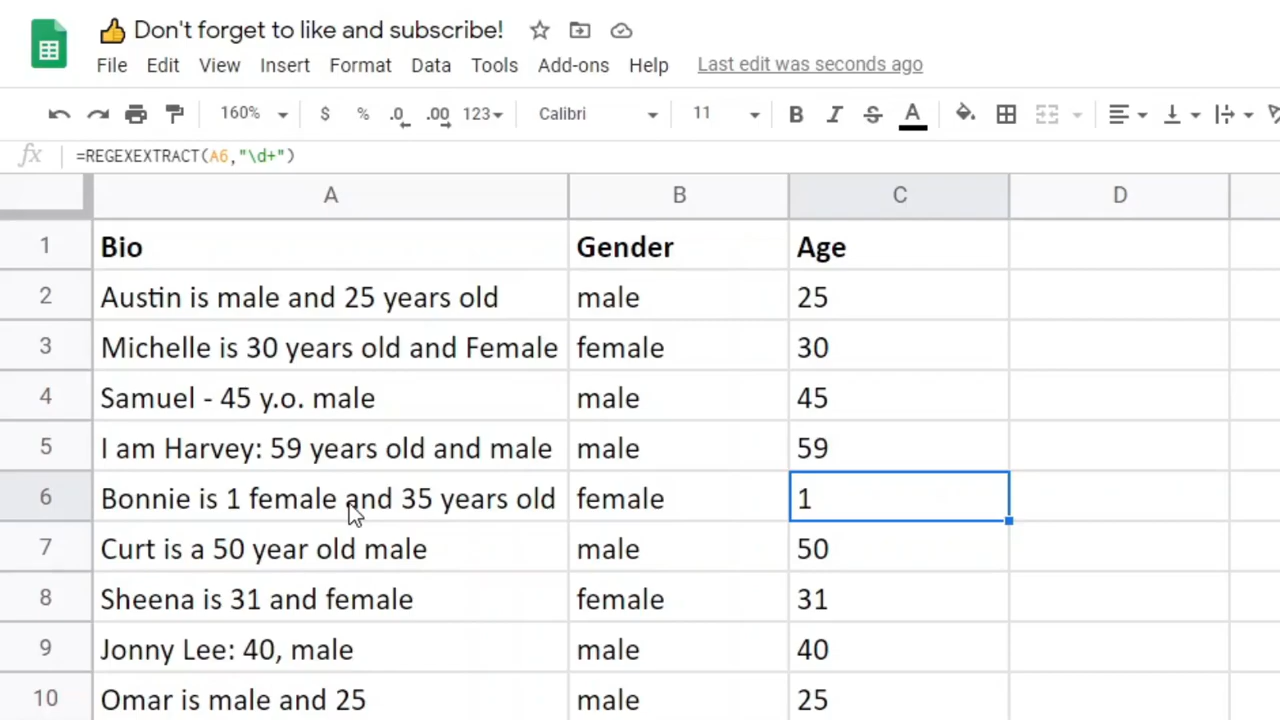 👍 Don't forget to like and subscribe!
File Edit View Insert Format Data Tools Add-ons Help Last edit was seconds ago
160% $ % .0 .00 123 Calibri 11 B I S A
fx =REGEXEXTRACT(A6,"\d+")
A B C D
1 Bio Gender Age
2 Austin is male and 25 years old male 25
3 Michelle is 30 years old and Female female 30
4 Samuel - 45 y.o. male male 45
5 I am Harvey: 59 years old and male male 59
6 Bonnie is 1 female and 35 years old female 1
7 Curt is a 50 year old male male 50
8 Sheena is 31 and female female 31
9 Jonny Lee: 40, male male 40
10 Omar is male and 25 male 25